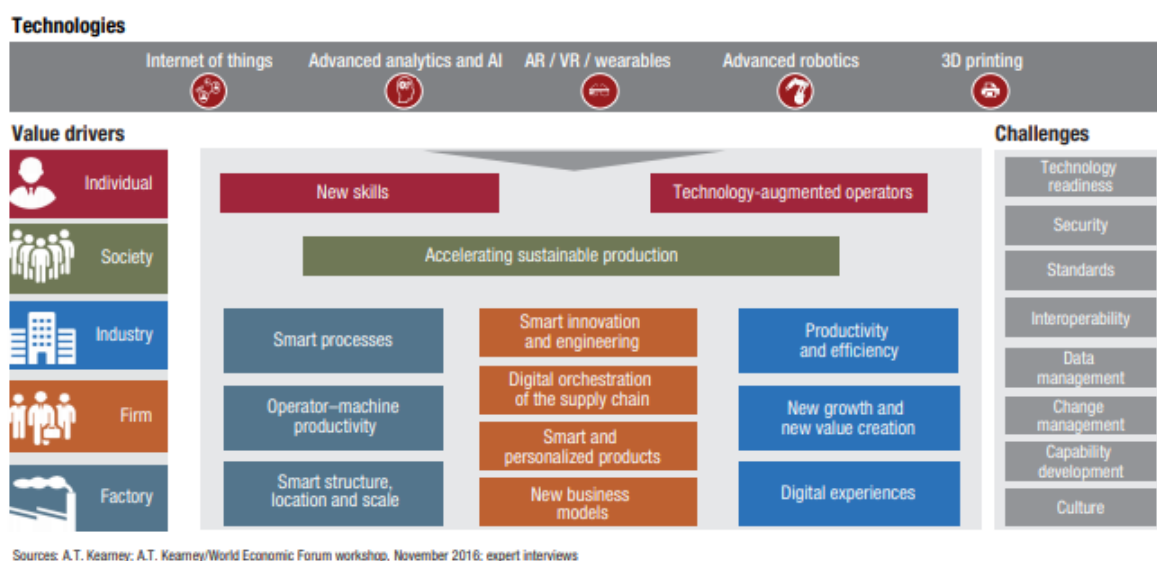 Technologies
Internet of things
Advanced analytics and AI
AR / VR / wearables
Advanced robotics
3D printing
Value drivers
Individual
Society
Industry
Firm
Factory
New skills
Technology-augmented operators
Accelerating sustainable production
Smart processes
Operator–machine
productivity
Smart structure,
location and scale
Smart innovation
and engineering
Digital orchestration
of the supply chain
Smart and
personalized products
New business
models
Productivity
and efficiency
New growth and
new value creation
Digital experiences
Challenges
Technology
readiness
Security
Standards
Interoperability
Data
management
Change
management
Capability
development
Culture
Sources: A.T. Kearney; A.T. Kearney/World Economic Forum workshop, November 2016; expert interviews